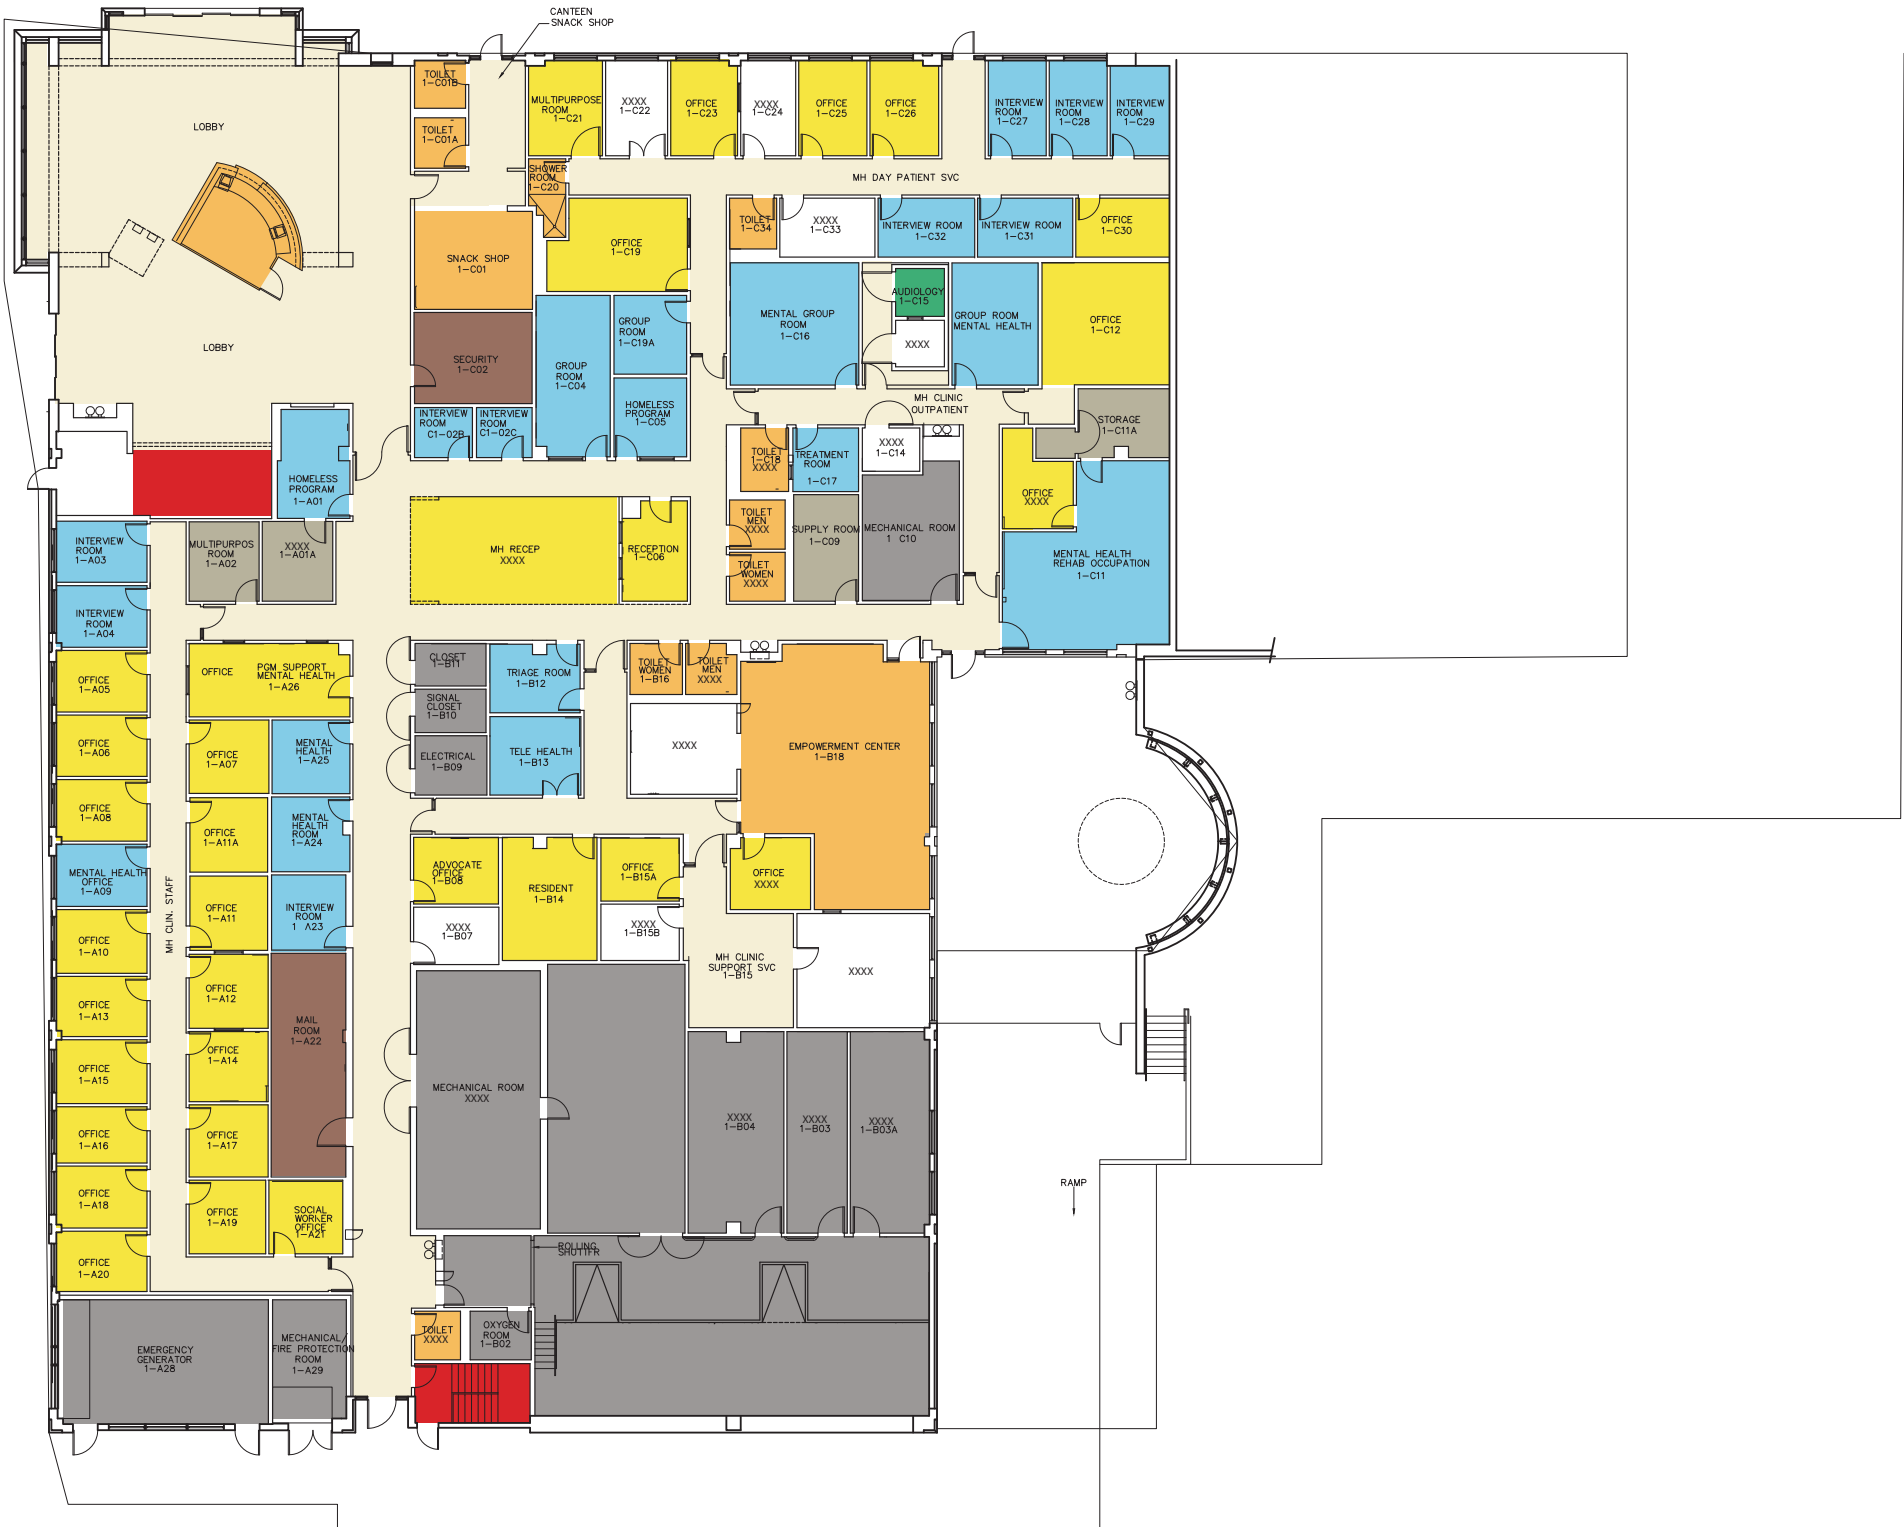 CANTEEN
SNACK SHOP
TOILET
1-C01B
TOILET
1-C01A
MULTIPURPOSE
ROOM
1-C21
XXXX
1-C22
OFFICE
1-C23
XXXX
1-C24
OFFICE
1-C25
OFFICE
1-C26
INTERVIEW
ROOM
1-C27
INTERVIEW
ROOM
1-C28
INTERVIEW
ROOM
1-C29
LOBBY
SHOWER
ROOM
1-C20
MH DAY PATIENT SVC
TOILET
1-C34
XXXX
1-C33
INTERVIEW ROOM
1-C32
INTERVIEW ROOM
1-C31
OFFICE
1-C30
OFFICE
1-C19
SNACK SHOP
1-C01
AUDIOLOGY
1-C15
MENTAL GROUP
ROOM
1-C16
GROUP ROOM
MENTAL HEALTH
OFFICE
1-C12
XXXX
GROUP
ROOM
1-C19A
LOBBY
SECURITY
1-C02
GROUP
ROOM
1-C04
MH CLINIC
OUTPATIENT
HOMELESS
PROGRAM
1-C05
INTERVIEW
ROOM
C1-02B
INTERVIEW
ROOM
C1-02C
STORAGE
1-C11A
XXXX
1-C14
TOILET
1-C18
XXXX
TREATMENT
ROOM
1-C17
HOMELESS
PROGRAM
1-A01
OFFICE
XXXX
TOILET
MEN
XXXX
SUPPLY ROOM
1-C09
MECHANICAL ROOM
1 C10
INTERVIEW
ROOM
1-A03
MULTIPURPOS
ROOM
1-A02
XXXX
1-A01A
MH RECEP
XXXX
RECEPTION
1-C06
TOILET
WOMEN
XXXX
MENTAL HEALTH
REHAB OCCUPATION
1-C11
INTERVIEW
ROOM
1-A04
OFFICE
PGM SUPPORT
MENTAL HEALTH
1-A26
CLOSET
1-B11
TRIAGE ROOM
1-B12
TOILET
WOMEN
1-B16
TOILET
MEN
XXXX
OFFICE
1-A05
SIGNAL
CLOSET
1-B10
OFFICE
1-A06
OFFICE
1-A07
MENTAL
HEALTH
1-A25
ELECTRICAL
1-B09
TELE HEALTH
1-B13
XXXX
EMPOWERMENT CENTER
1-B18
OFFICE
1-A08
OFFICE
1-A11A
MENTAL
HEALTH
ROOM
1-A24
MENTAL HEALTH
OFFICE
1-A09
ADVOCATE
OFFICE
1-B08
RESIDENT
1-B14
OFFICE
1-B15A
OFFICE
XXXX
MH CLIN. STAFF
OFFICE
1-A11
INTERVIEW
ROOM
1 A23
XXXX
1-B07
XXXX
1-B15B
OFFICE
1-A10
MH CLINIC
SUPPORT SVC
1-B15
XXXX
OFFICE
1-A12
OFFICE
1-A13
MAIL
ROOM
1-A22
OFFICE
1-A14
OFFICE
1-A15
MECHANICAL ROOM
XXXX
XXXX
1-B04
XXXX
1-B03
XXXX
1-B03A
OFFICE
1-A16
OFFICE
1-A17
OFFICE
1-A18
OFFICE
1-A19
SOCIAL
WORKER
OFFICE
1-A21
RAMP
ROLLING
OFFICE
1-A20
TOILET
XXXX
OXYGEN
ROOM
1-B02
EMERGENCY
GENERATOR
1-A28
MECHANICAL/
FIRE PROTECTION
ROOM
1-A29